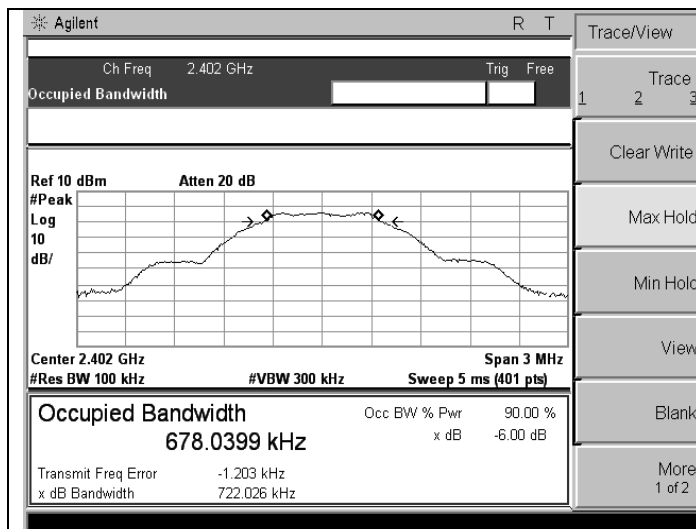 Agilent R T
Ch Freq 2.402 GHz Trig Free
Occupied Bandwidth
Ref 10 dBm Atten 20 dB
#Peak
Log
10
dB/
Center 2.402 GHz Span 3 MHz
#Res BW 100 kHz #VBW 300 kHz Sweep 5 ms (401 pts)
Occupied Bandwidth
678.0399 kHz
Occ BW % Pwr 90.00 %
x dB -6.00 dB
Transmit Freq Error -1.203 kHz
x dB Bandwidth 722.026 kHz
Trace/View
Trace
1 2 3
Clear Write
Max Hold
Min Hold
View
Blank
More
1 of 2